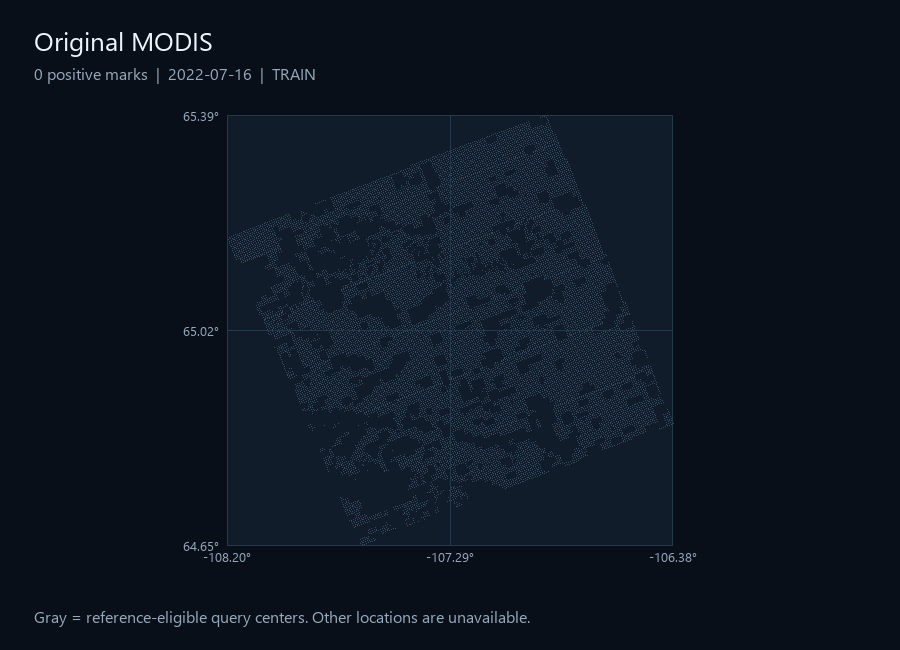 Original MODIS
0 positive marks | 2022-07-16 | TRAIN
65.39°
65.02°
64.65°
-108.20°
-107.29°
-106.38°
Gray = reference-eligible query centers. Other locations are unavailable.